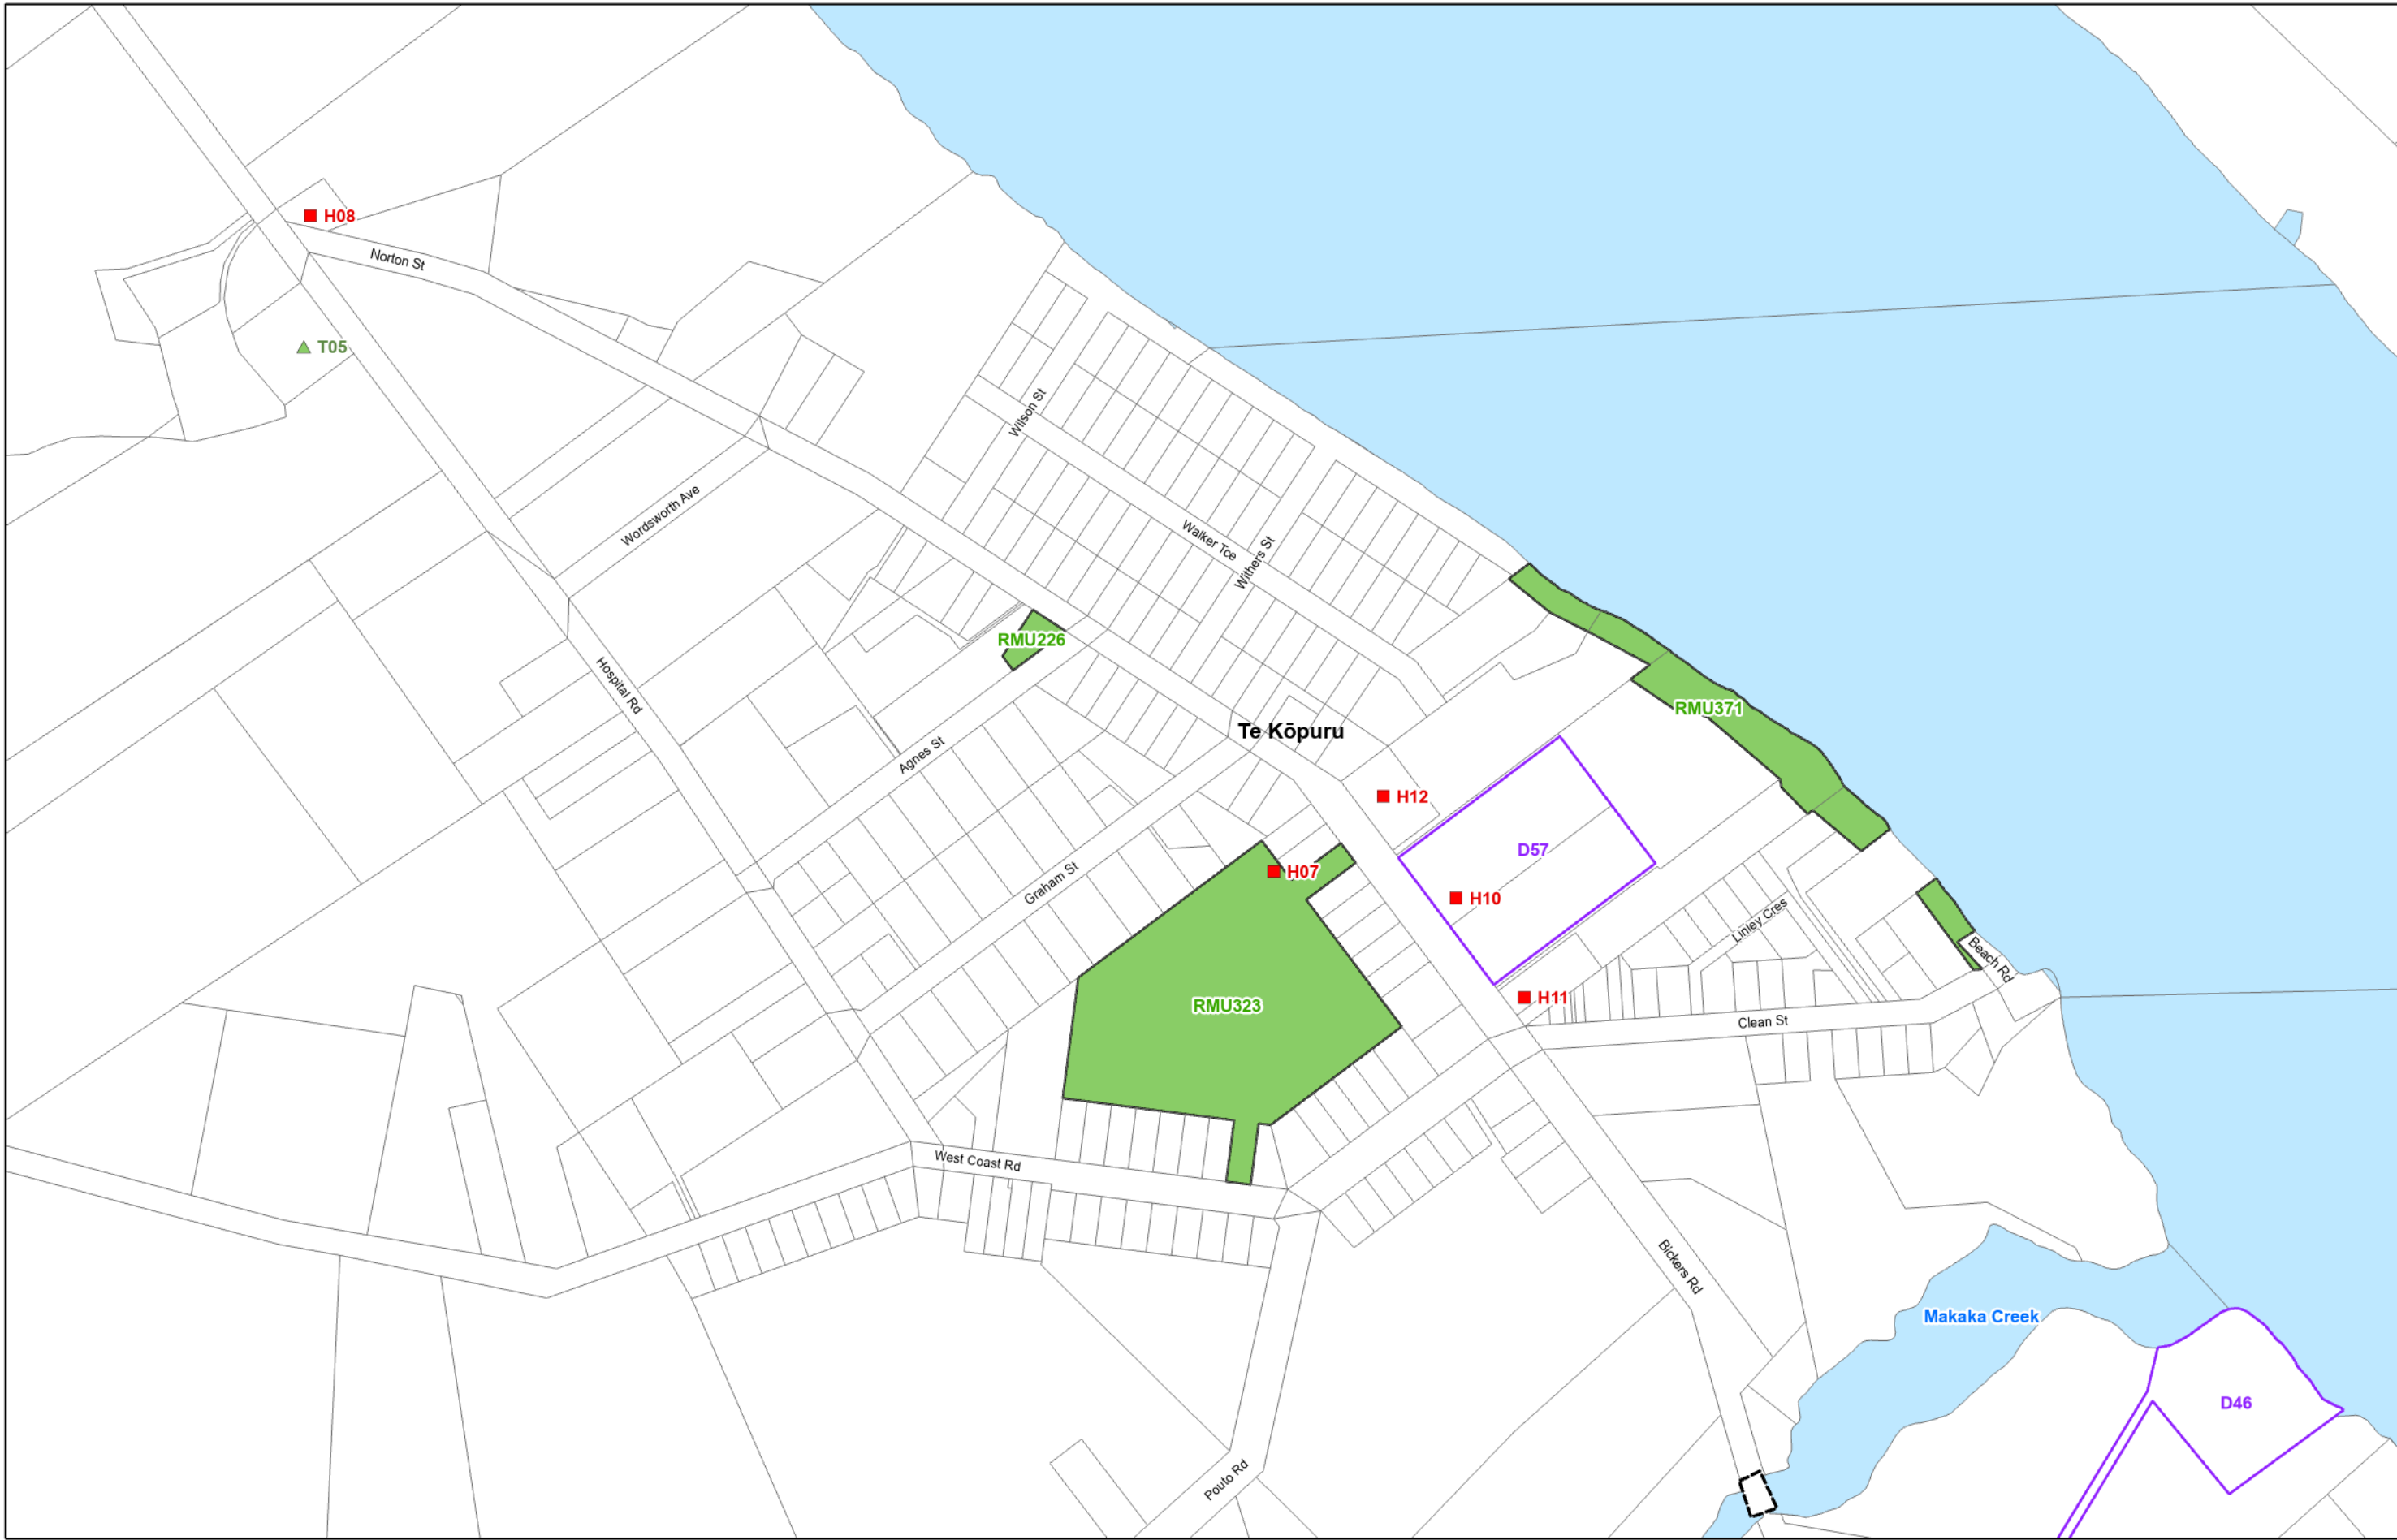 H08
Norton St
T05
Wilson St
Wordsworth Ave
Walker Tce
Withers St
RMU226
Hospital Rd
RMU371
Te Kōpuru
Agnes St
H12
D57
H07
Graham St
H10
Linley Cres
Beach Rd
H11
RMU323
Clean St
West Coast Rd
Bickers Rd
Makaka Creek
D46
Pouto Rd